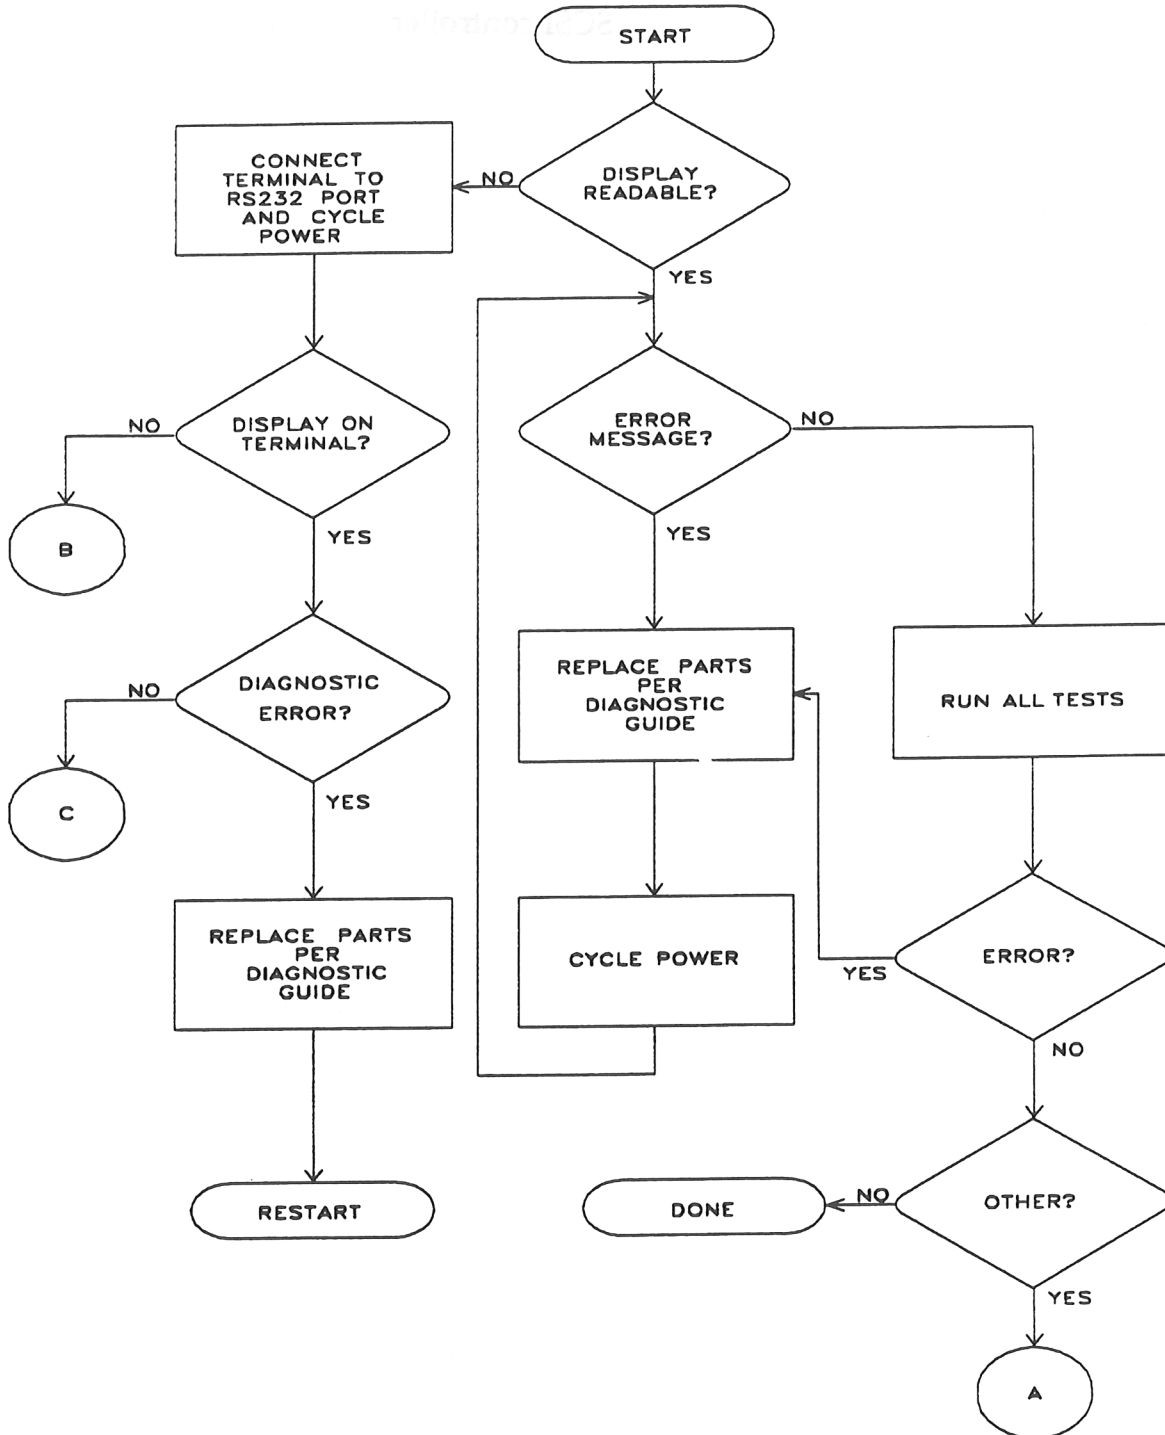 START
CONNECT
TERMINAL TO
RS232 PORT
AND CYCLE
POWER
NO
DISPLAY
READABLE?
YES
NO
DISPLAY ON
TERMINAL?
ERROR
MESSAGE?
NO
B
YES
YES
NO
DIAGNOSTIC
ERROR?
REPLACE PARTS
PER
DIAGNOSTIC
GUIDE
RUN ALL TESTS
C
YES
REPLACE PARTS
PER
DIAGNOSTIC
GUIDE
CYCLE POWER
YES
ERROR?
NO
RESTART
DONE
NO
OTHER?
YES
A